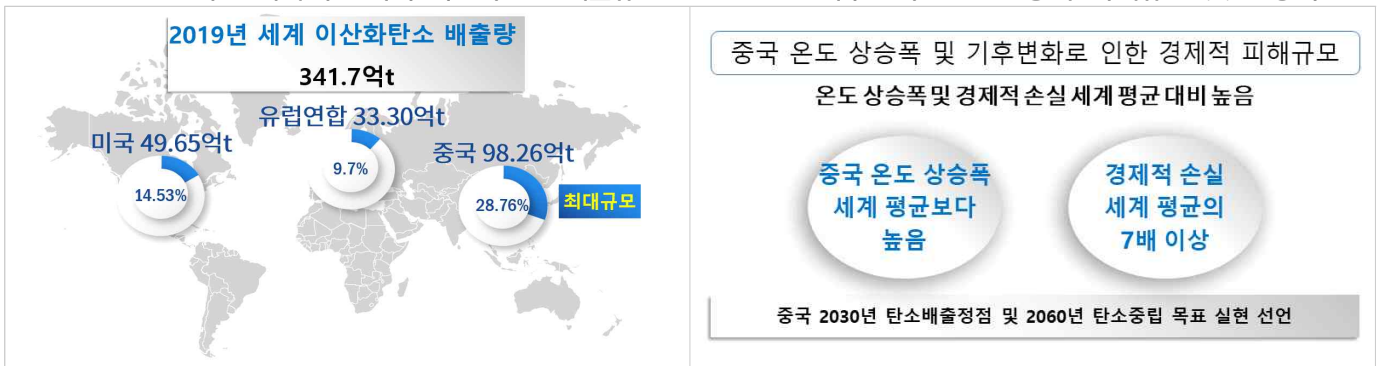 2019년 세계 이산화탄소 배출량
341.7억t
미국 49.65억t
14.53%
유럽연합 33.30억t
9.7%
중국 98.26억t
28.76%
최대규모
중국 온도 상승폭 및 기후변화로 인한 경제적 피해규모
온도 상승폭 및 경제적 손실 세계 평균 대비 높음
중국 온도 상승폭
세계 평균보다
높음
경제적 손실
세계 평균의
7배 이상
중국 2030년 탄소배출정점 및 2060년 탄소중립 목표 실현 선언